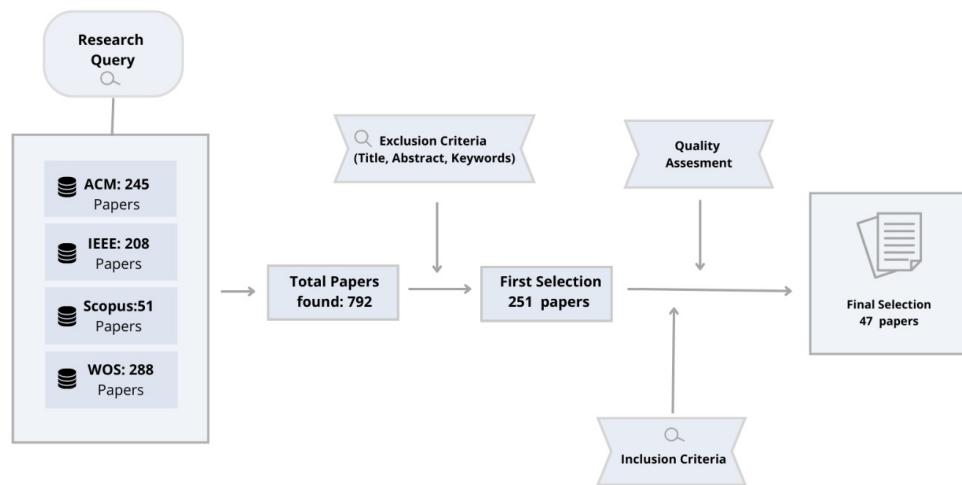 Research
Query
ACM: 245
Papers
IEEE: 208
Papers
Scopus:51
Papers
WOS: 288
Papers
Total Papers
found: 792
Exclusion Criteria
(Title, Abstract, Keywords)
First Selection
251 papers
Quality
Assesment
Inclusion Criteria
Final Selection
47 papers